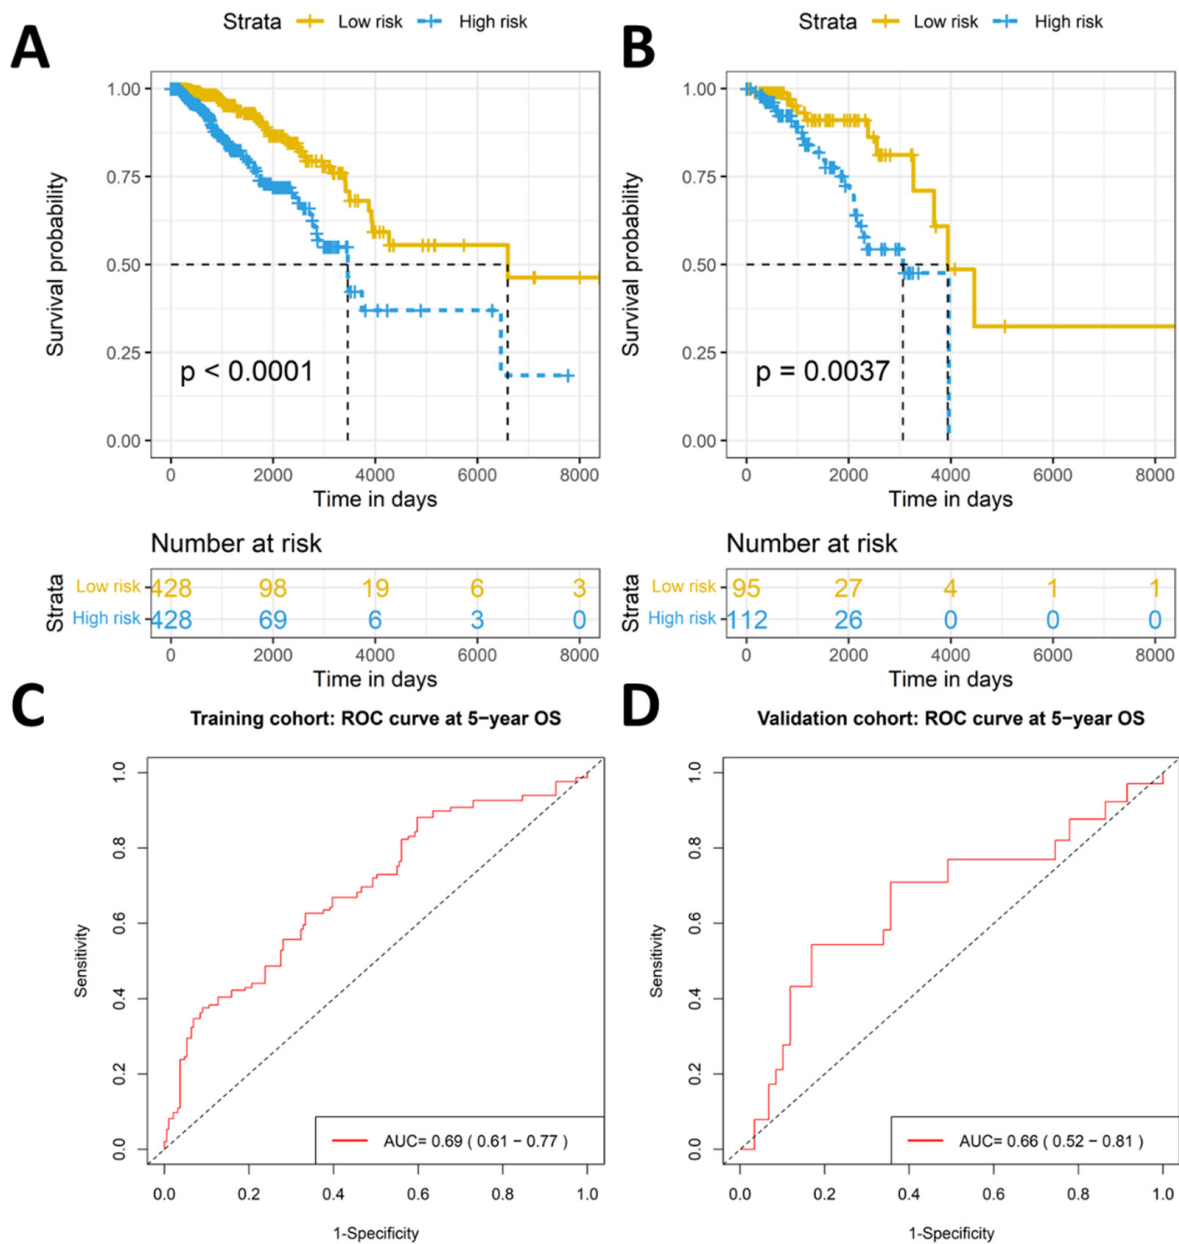 A
Strata Low risk High risk
Survival probability
1.00
0.75
0.50
0.25
0.00
p < 0.0001
0 2000 4000 6000 8000
Time in days
Number at risk
Strata
Low risk 428 98 19 6 3
High risk 428 69 6 3 0
0 2000 4000 6000 8000
Time in days
B
Strata Low risk High risk
Survival probability
1.00
0.75
0.50
0.25
0.00
p = 0.0037
0 2000 4000 6000 8000
Time in days
Number at risk
Strata
Low risk 95 27 4 1 1
High risk 112 26 0 0 0
0 2000 4000 6000 8000
Time in days
C
Training cohort: ROC curve at 5−year OS
Sensitivity
1.0
0.8
0.6
0.4
0.2
0.0
AUC= 0.69 ( 0.61 − 0.77 )
0.0 0.2 0.4 0.6 0.8 1.0
1-Specificity
D
Validation cohort: ROC curve at 5−year OS
Sensitivity
1.0
0.8
0.6
0.4
0.2
0.0
AUC= 0.66 ( 0.52 − 0.81 )
0.0 0.2 0.4 0.6 0.8 1.0
1-Specificity